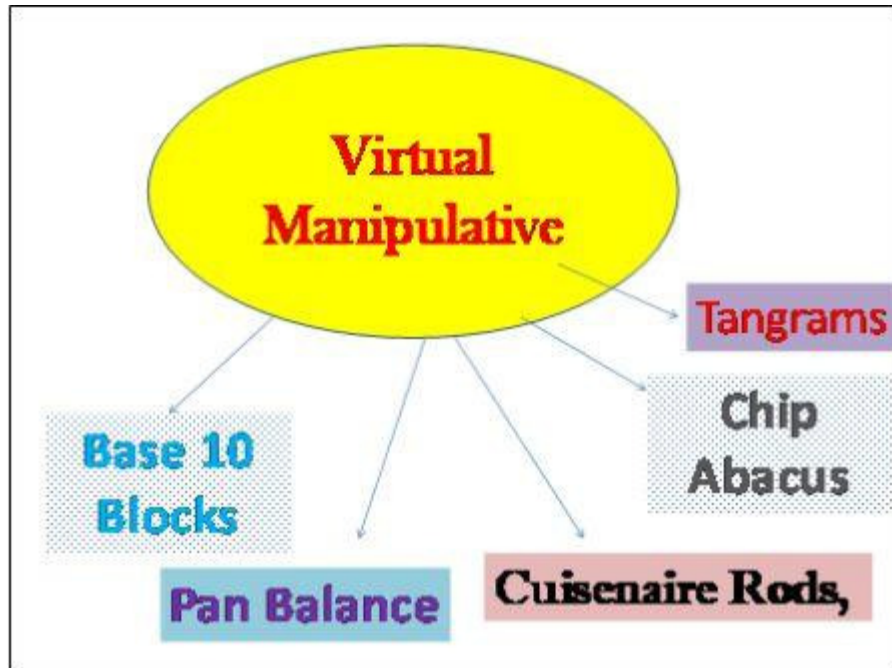 Virtual
Manipulative
Tangrams
Chip
Abacus
Base 10
Blocks
Pan Balance
Cuisenaire Rods,